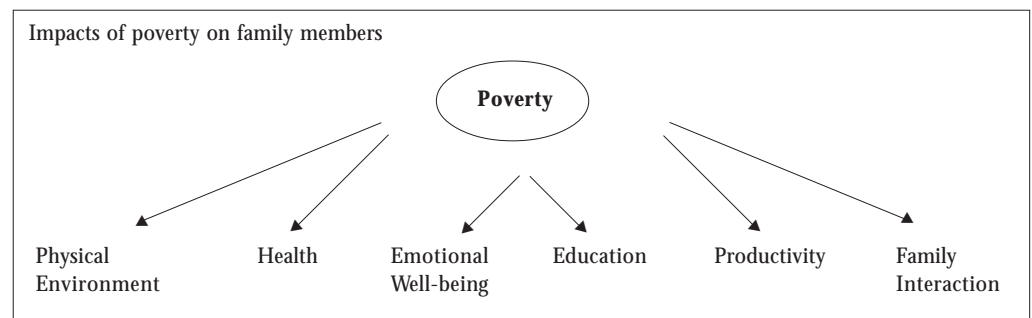 Impacts of poverty on family members
Poverty
Physical
Environment
Health
Emotional
Well-being
Education
Productivity
Family
Interaction